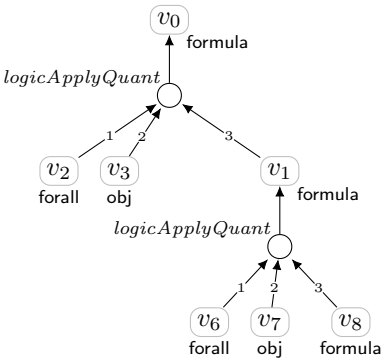 v0
formula
logicApplyQuant
1 2 3
v2 v3 v1
forall obj formula
logicApplyQuant
1 2 3
v6 v7 v8
forall obj formula